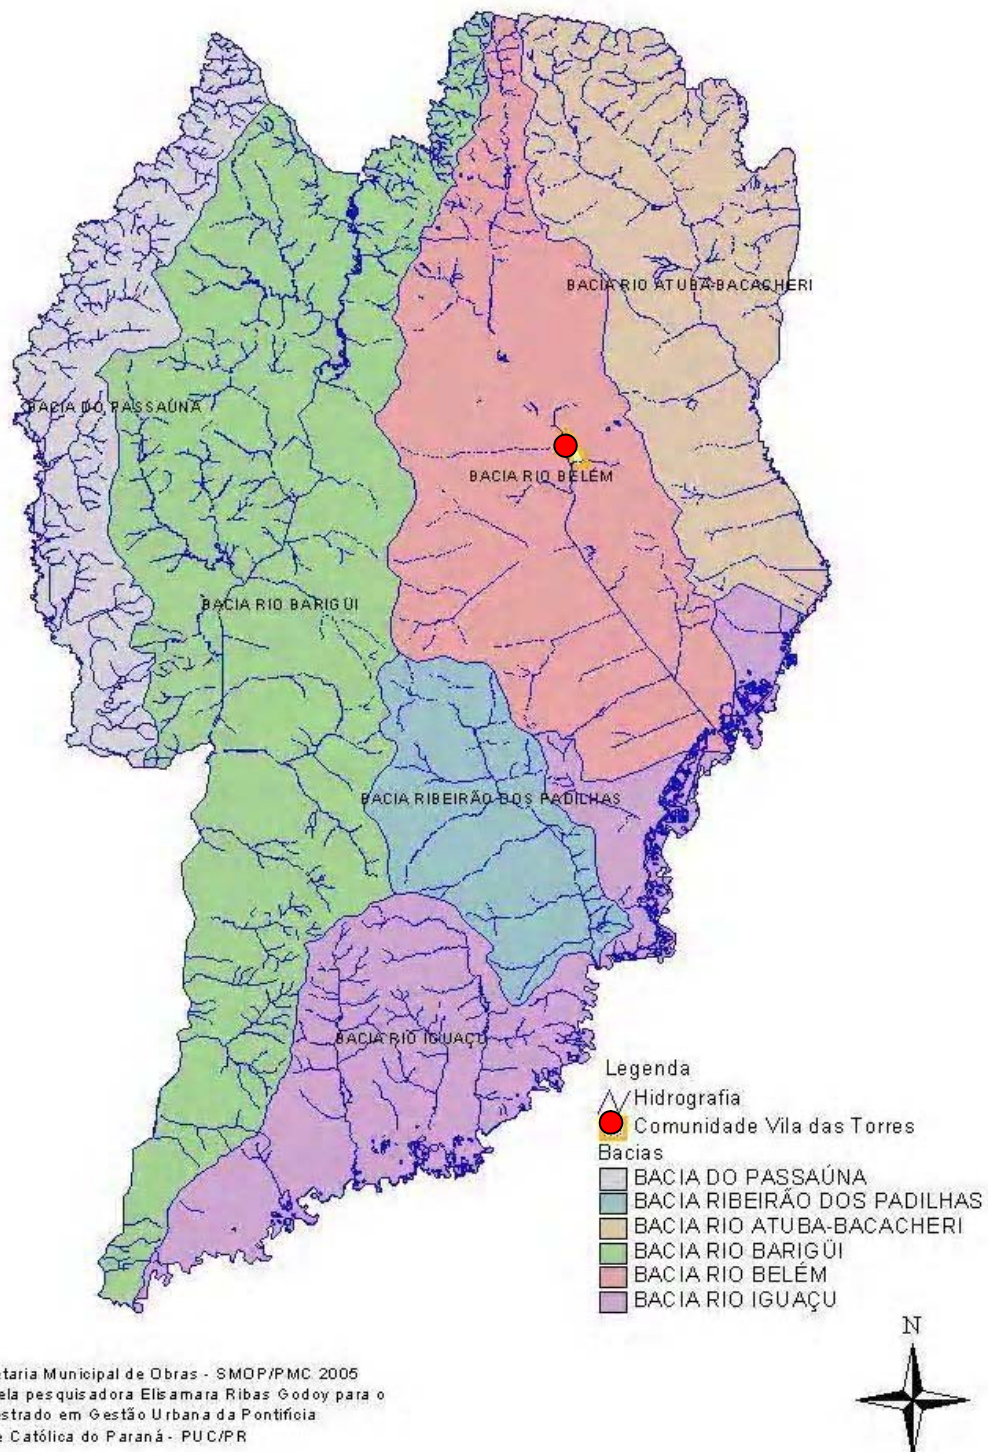 BACIA RIO ATUBA-BACACHERI
BACIA DO PASSAÚNA
BACIA RIO BELÉM
BACIA RIO BARIGÜI
BACIA RIBEIRÃO DOS PADILHAS
BACIA RIO IGUAÇU
Legenda
Hidrografia
Comunidade Vila das Torres
Bacias
BACIA DO PASSAÚNA
BACIA RIBEIRÃO DOS PADILHAS
BACIA RIO ATUBA-BACACHERI
BACIA RIO BARIGÜI
BACIA RIO BELÉM
BACIA RIO IGUAÇU
N
taria Municipal de Obras - SMOP/PMC 2005
ela pesquisadora Elisamara Ribas Godoy para o
estrado em Gestão Urbana da Pontifícia
e Católica do Paraná - PUC/PR